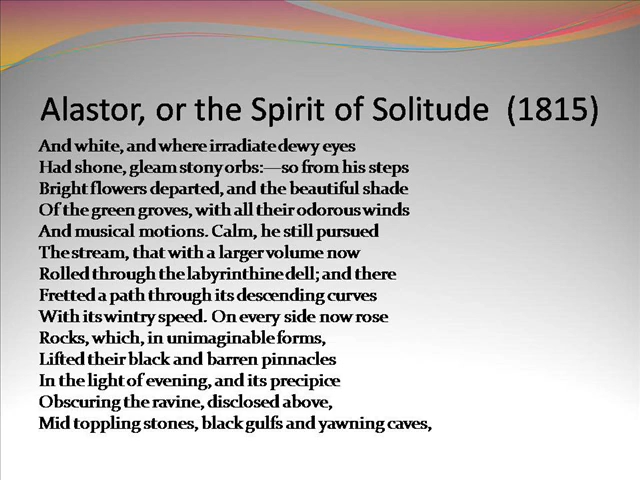 Alastor, or the Spirit of Solitude (1815)
And white, and where irradiate dewy eyes
Had shone, gleam stony orbs:—so from his steps
Bright flowers departed, and the beautiful shade
Of the green groves, with all their odorous winds
And musical motions. Calm, he still pursued
The stream, that with a larger volume now
Rolled through the labyrinthine dell; and there
Fretted a path through its descending curves
With its wintry speed. On every side now rose
Rocks, which, in unimaginable forms,
Lifted their black and barren pinnacles
In the light of evening, and its precipice
Obscuring the ravine, disclosed above,
Mid toppling stones, black gulfs and yawning caves,